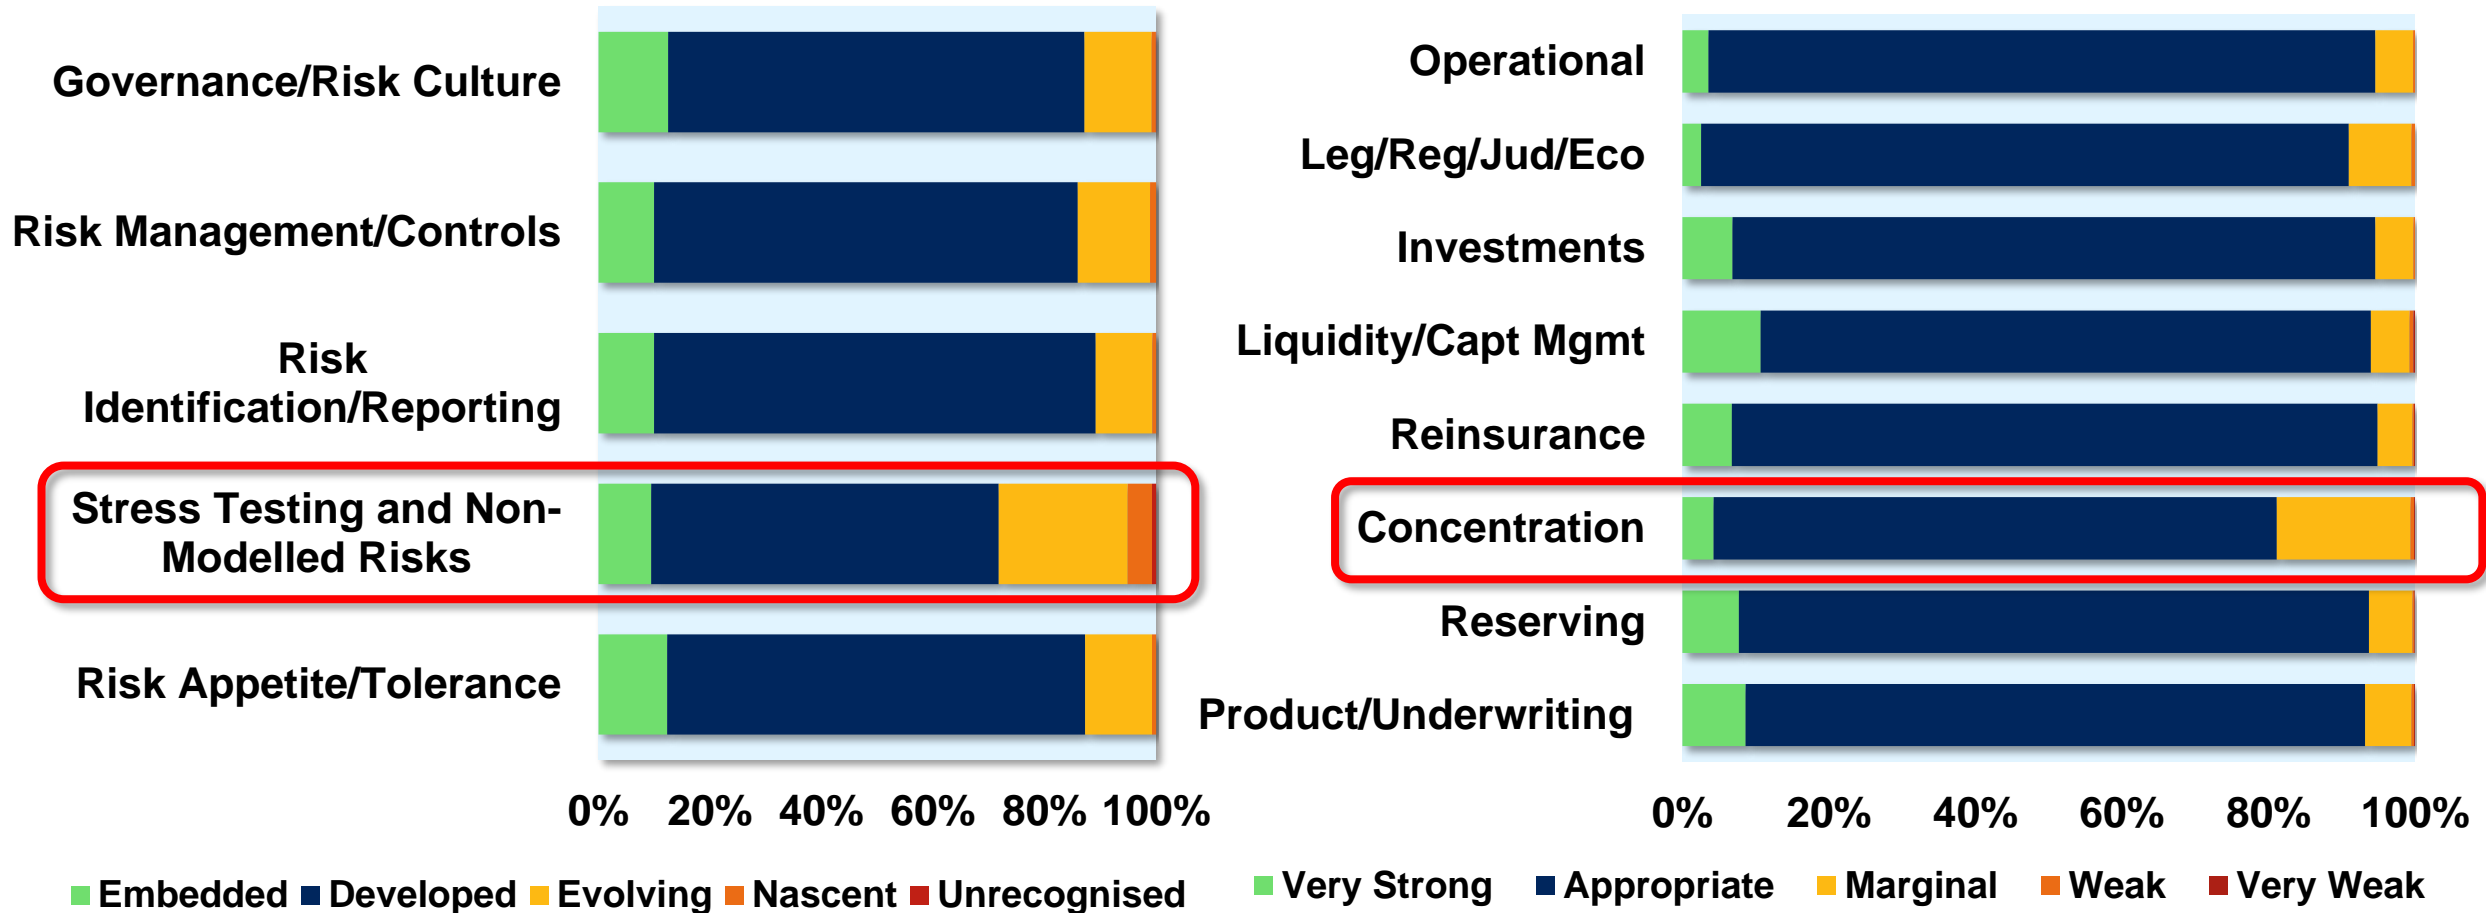 Governance/Risk Culture
Risk Management/Controls
Risk
Identification/Reporting
Stress Testing and Non-
Modelled Risks
Risk Appetite/Tolerance
0% 20% 40% 60% 80% 100%
Embedded Developed Evolving Nascent Unrecognised
Operational
Leg/Reg/Jud/Eco
Investments
Liquidity/Capt Mgmt
Reinsurance
Concentration
Reserving
Product/Underwriting
0% 20% 40% 60% 80% 100%
Very Strong Appropriate Marginal Weak Very Weak